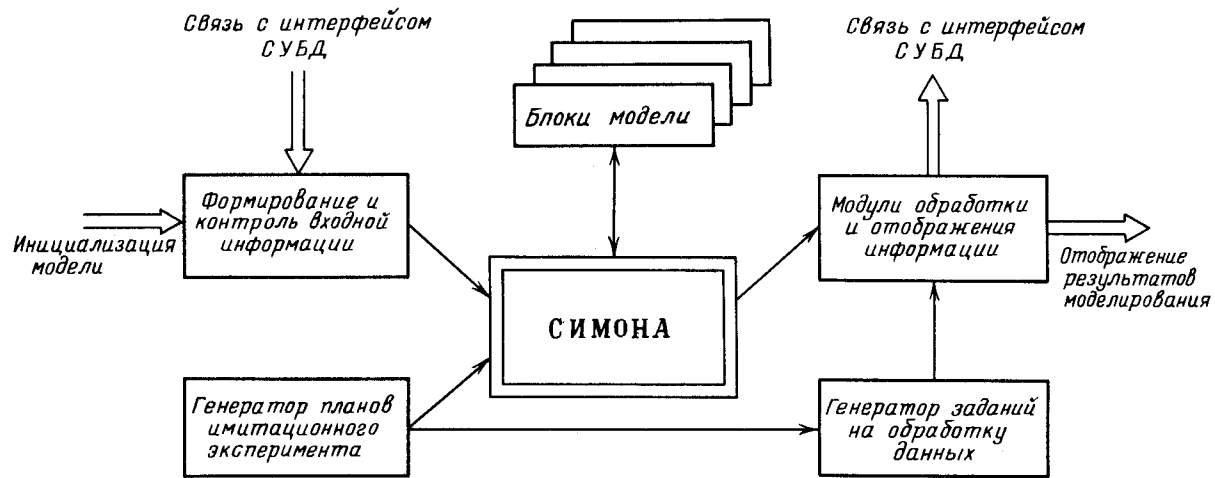 Связь с интерфейсом
СУБД
Связь с интерфейсом
СУБД
Блоки модели
Формирование и
контроль входной
информации
Модули обработки
и отображения
информации
Инициализация
модели
Отображение
результатов
моделирования
СИМОНА
Генератор планов
имитационного
эксперимента
Генератор заданий
на обработку
данных